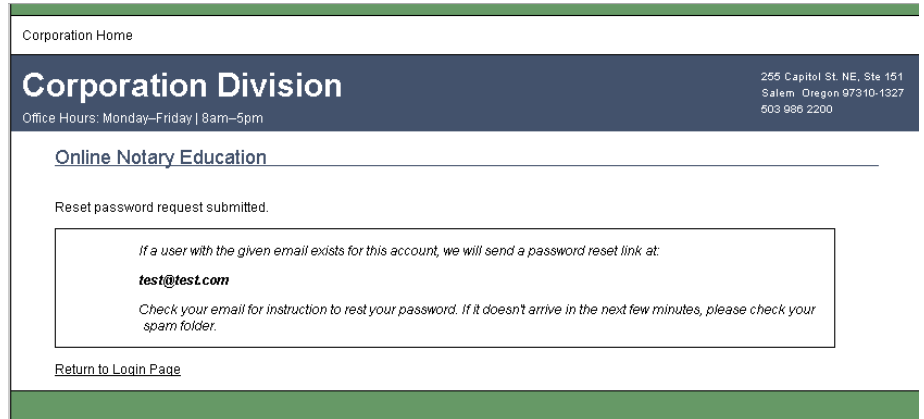 Corporation Home
Corporation Division
255 Capitol St. NE, Ste 151
Salem Oregon 97310-1327
503 986 2200
Office Hours: Monday–Friday | 8am–5pm
Online Notary Education
Reset password request submitted.
If a user with the given email exists for this account, we will send a password reset link at:
test@test.com
Check your email for instruction to rest your password. If it doesn't arrive in the next few minutes, please check your
spam folder.
Return to Login Page